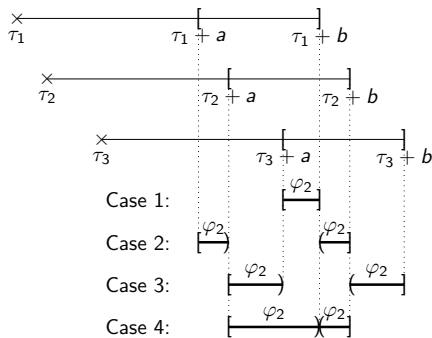 τ₁ τ₁ + a τ₁ + b
τ₂ τ₂ + a τ₂ + b
τ₃ τ₃ + a τ₃ + b
φ₂
Case 1:
φ₂ φ₂
Case 2:
φ₂ φ₂
Case 3:
φ₂ φ₂
Case 4: